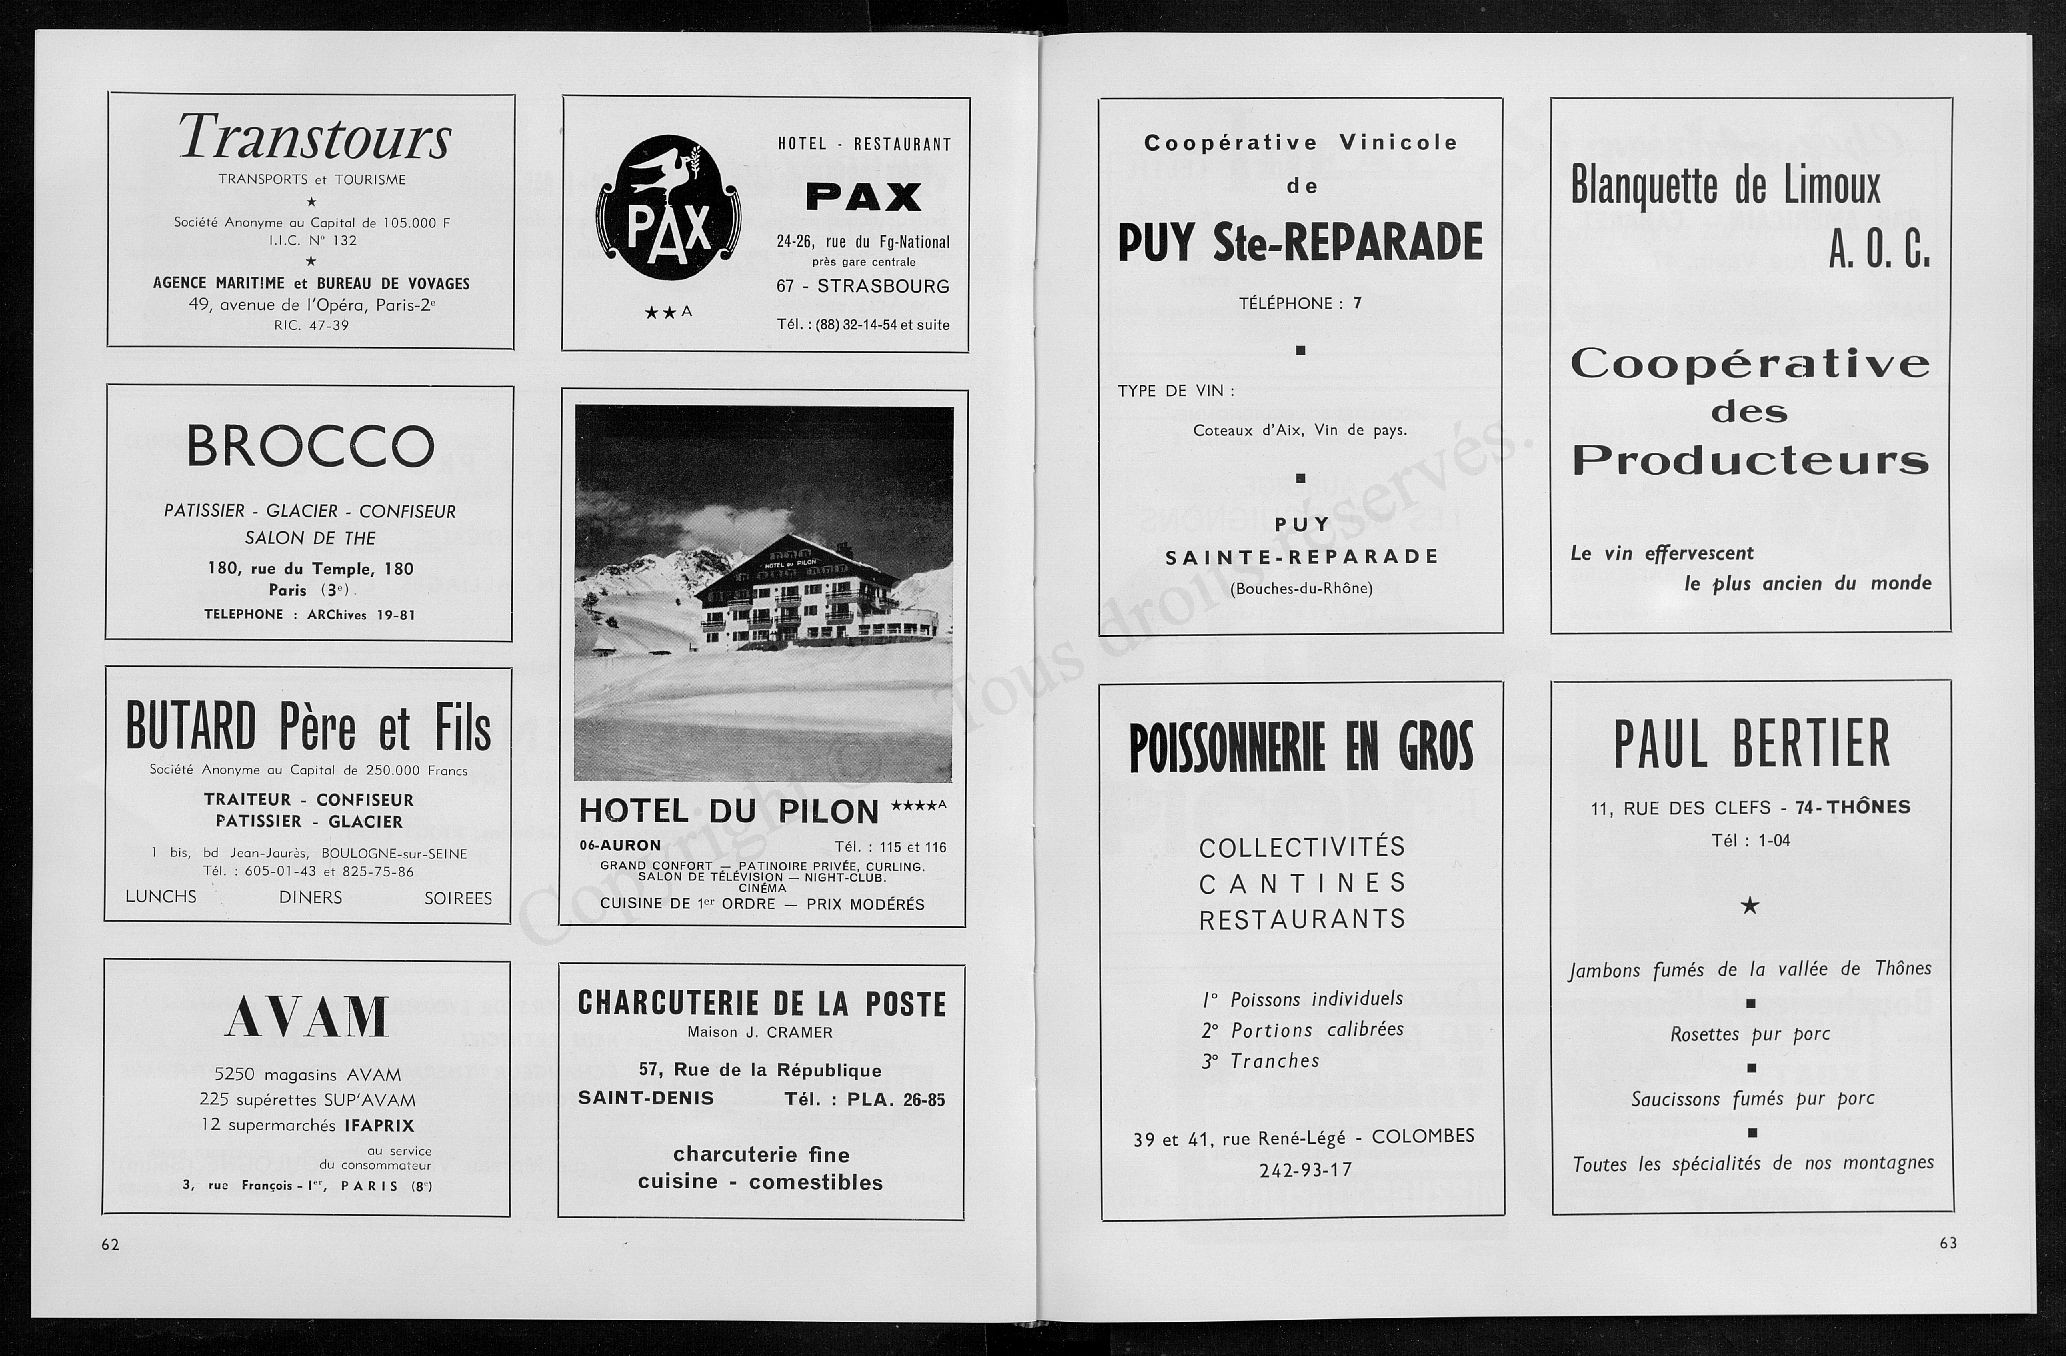 Transtours
TRANSPORTS et TOURISME
★
Société Anonyme au Capital de 105.000 F
I.I.C. N° 132
★
AGENCE MARITIME et BUREAU DE VOYAGES
49, avenue de l'Opéra, Paris-2e
RIC. 47-39
BROCCO
PATISSIER - GLACIER - CONFISEUR
SALON DE THE
180, rue du Temple, 180
Paris (3e).
TELEPHONE : ARChives 19-81
BUTARD Père et Fils
Société Anonyme au Capital de 250.000 Francs
TRAITEUR - CONFISEUR
PATISSIER - GLACIER
1 bis, bd Jean-Jaurès, BOULOGNE-sur-SEINE
Tél. : 605-01-43 et 825-75-86
LUNCHS DINERS SOIREES
AVAM
5250 magasins AVAM
225 supérettes SUP'AVAM
12 supermarchés IFAPRIX
au service
du consommateur
3, rue François-Ier, PARIS (8e)
62
PAX
★★A
HOTEL - RESTAURANT
PAX
24-26, rue du Fg-National
près gare centrale
67 - STRASBOURG
Tél. : (88) 32-14-54 et suite
HOTEL du PILON
HOTEL DU PILON ★★★★A
06-AURON Tél. : 115 et 116
GRAND CONFORT — PATINOIRE PRIVÉE, CURLING.
SALON DE TÉLÉVISION — NIGHT-CLUB.
CINÉMA
CUISINE DE 1er ORDRE — PRIX MODÉRÉS
CHARCUTERIE DE LA POSTE
Maison J. CRAMER
57, Rue de la République
SAINT-DENIS Tél. : PLA. 26-85
charcuterie fine
cuisine - comestibles
Coopérative Vinicole
de
PUY Ste-REPARADE
TÉLÉPHONE : 7
TYPE DE VIN :
Coteaux d'Aix, Vin de pays.
PUY
SAINTE-REPARADE
(Bouches-du-Rhône)
Blanquette de Limoux
A. O. C.
Coopérative
des
Producteurs
Le vin effervescent
le plus ancien du monde
POISSONNERIE EN GROS
COLLECTIVITÉS
CANTINES
RESTAURANTS
1° Poissons individuels
2° Portions calibrées
3° Tranches
39 et 41, rue René-Légé - COLOMBES
242-93-17
PAUL BERTIER
11, RUE DES CLEFS - 74-THÔNES
Tél : 1-04
★
Jambons fumés de la vallée de Thônes
Rosettes pur porc
Saucissons fumés pur porc
Toutes les spécialités de nos montagnes
63
Copyright © Tous droits réservés.